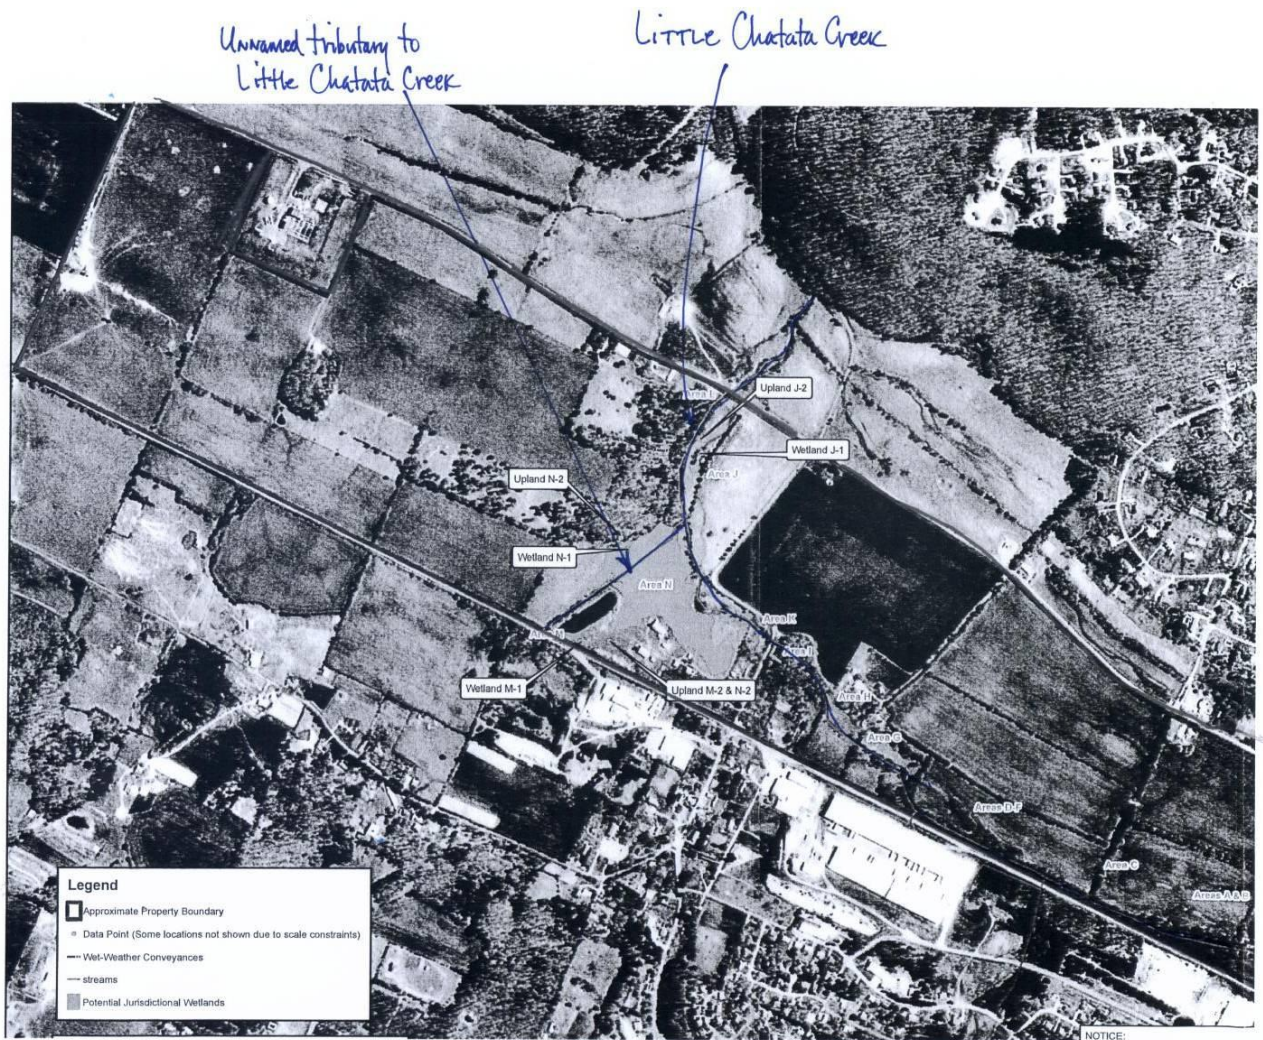 Unnamed tributary to
Little Chatata Creek
LiTTLE Chatata Creek
Upland J-2
Area L
Wetland J-1
Area J
Upland N-2
Wetland N-1
Area N
Area K
Area I
Wetland M-1
Upland M-2 & N-2
Area H
Area G
Areas D-F
Area C
Areas A & B
Legend
Approximate Property Boundary
Data Point (Some locations not shown due to scale constraints)
Wet-Weather Conveyances
streams
Potential Jurisdictional Wetlands
NOTICE: